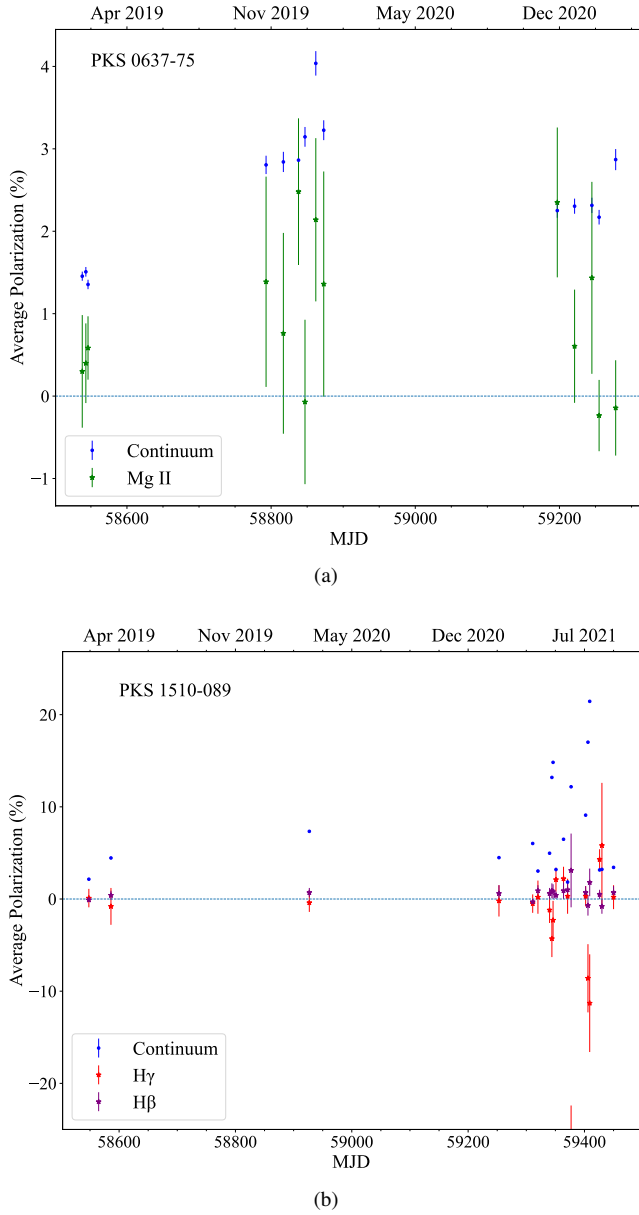 Apr 2019 Nov 2019 May 2020 Dec 2020
PKS 0637-75
4
3
2
1
0
−1
Average Polarization (%)
Continuum
Mg II
58600 58800 59000 59200
MJD
(a)
Apr 2019 Nov 2019 May 2020 Dec 2020 Jul 2021
PKS 1510-089
20
10
0
−10
−20
Average Polarization (%)
Continuum
Hγ
Hβ
58600 58800 59000 59200 59400
MJD
(b)